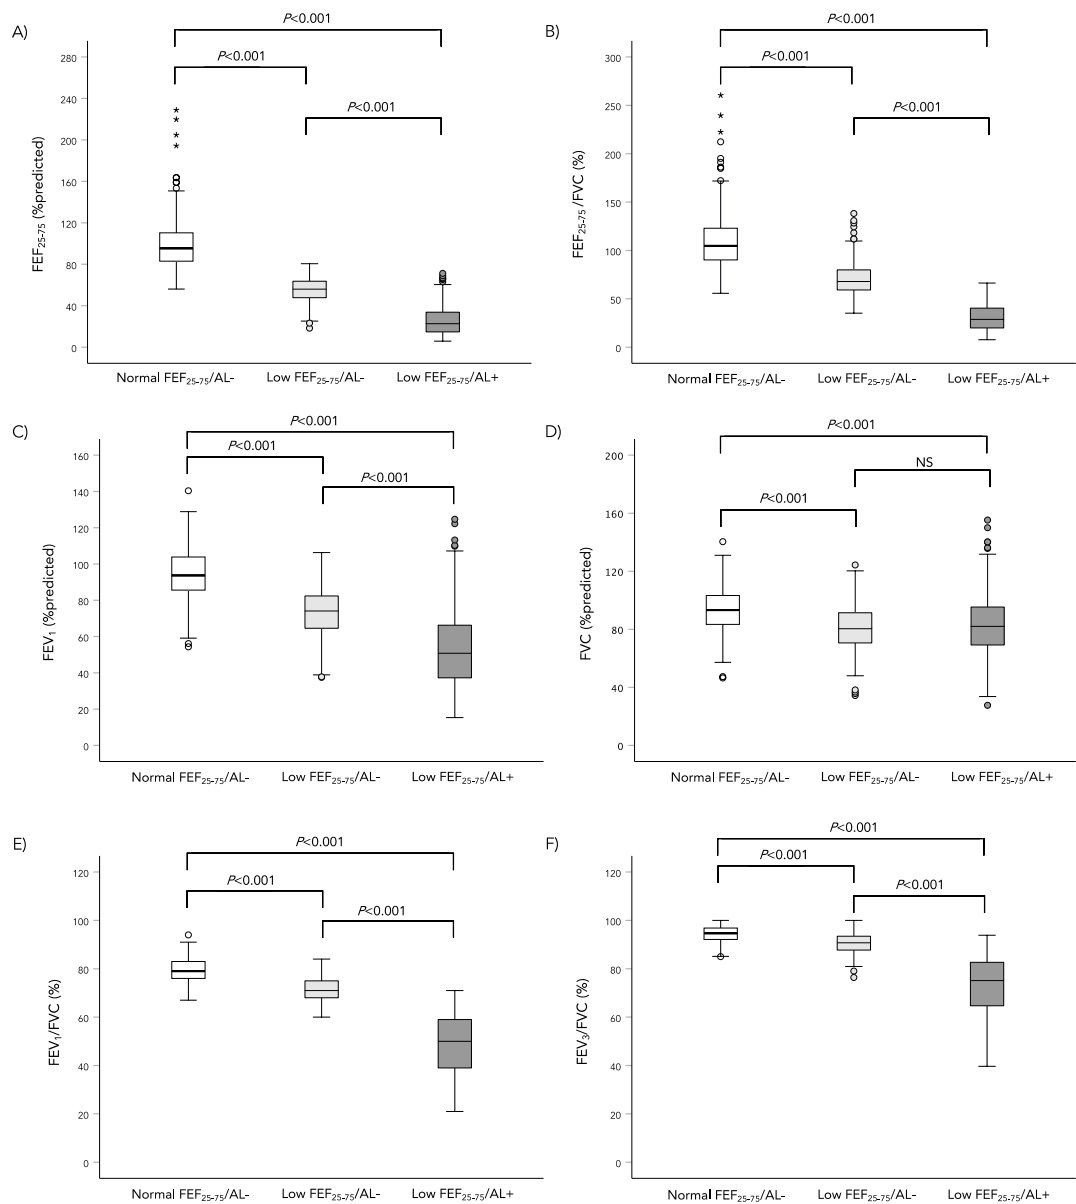 A)
P<0.001
P<0.001
P<0.001
280
240
200
160
120
80
40
0
FEF25-75 (%predicted)
Normal FEF25-75/AL-
Low FEF25-75/AL-
Low FEF25-75/AL+
B)
P<0.001
P<0.001
P<0.001
300
250
200
150
100
50
0
FEF25-75 /FVC (%)
Normal FEF25-75/AL-
Low FEF25-75/AL-
Low FEF25-75/AL+
C)
P<0.001
P<0.001
P<0.001
160
140
120
100
80
60
40
20
0
FEV1 (%predicted)
Normal FEF25-75/AL-
Low FEF25-75/AL-
Low FEF25-75/AL+
D)
P<0.001
NS
P<0.001
200
160
120
80
40
0
FVC (%predicted)
Normal FEF25-75/AL-
Low FEF25-75/AL-
Low FEF25-75/AL+
E)
P<0.001
P<0.001
P<0.001
120
100
80
60
40
20
0
FEV1/FVC (%)
Normal FEF25-75/AL-
Low FEF25-75/AL-
Low FEF25-75/AL+
F)
P<0.001
P<0.001
P<0.001
120
100
80
60
40
20
0
FEV3/FVC (%)
Normal FEF25-75/AL-
Low FEF25-75/AL-
Low FEF25-75/AL+